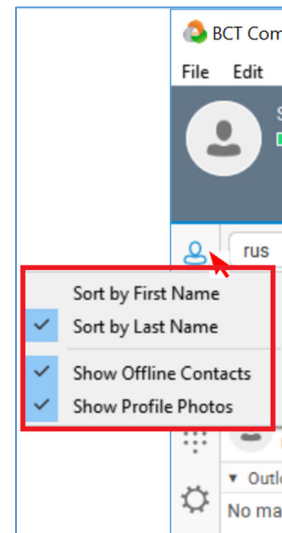 BCT Com
File Edit
S
rus
Sort by First Name
Sort by Last Name
Show Offline Contacts
Show Profile Photos
▾ Outl
No ma